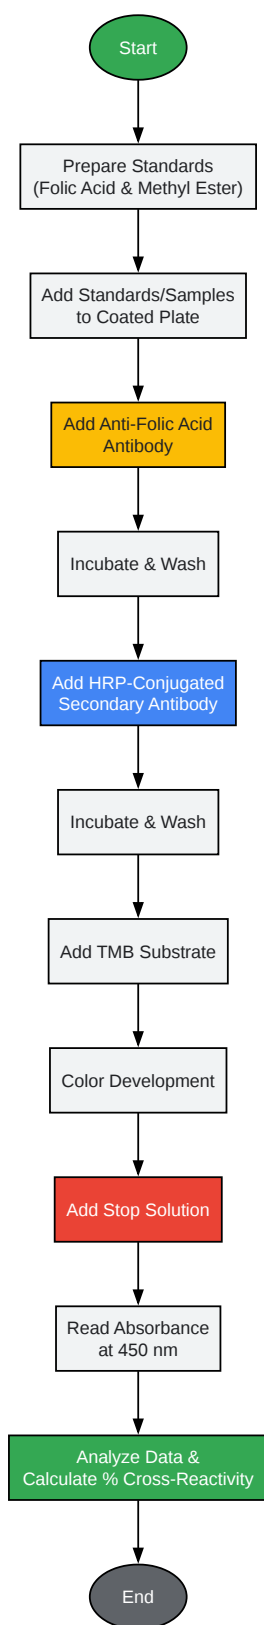 Start
Prepare Standards
(Folic Acid & Methyl Ester)
Add Standards/Samples
to Coated Plate
Add Anti-Folic Acid
Antibody
Incubate & Wash
Add HRP-Conjugated
Secondary Antibody
Incubate & Wash
Add TMB Substrate
Color Development
Add Stop Solution
Read Absorbance
at 450 nm
Analyze Data &
Calculate % Cross-Reactivity
End